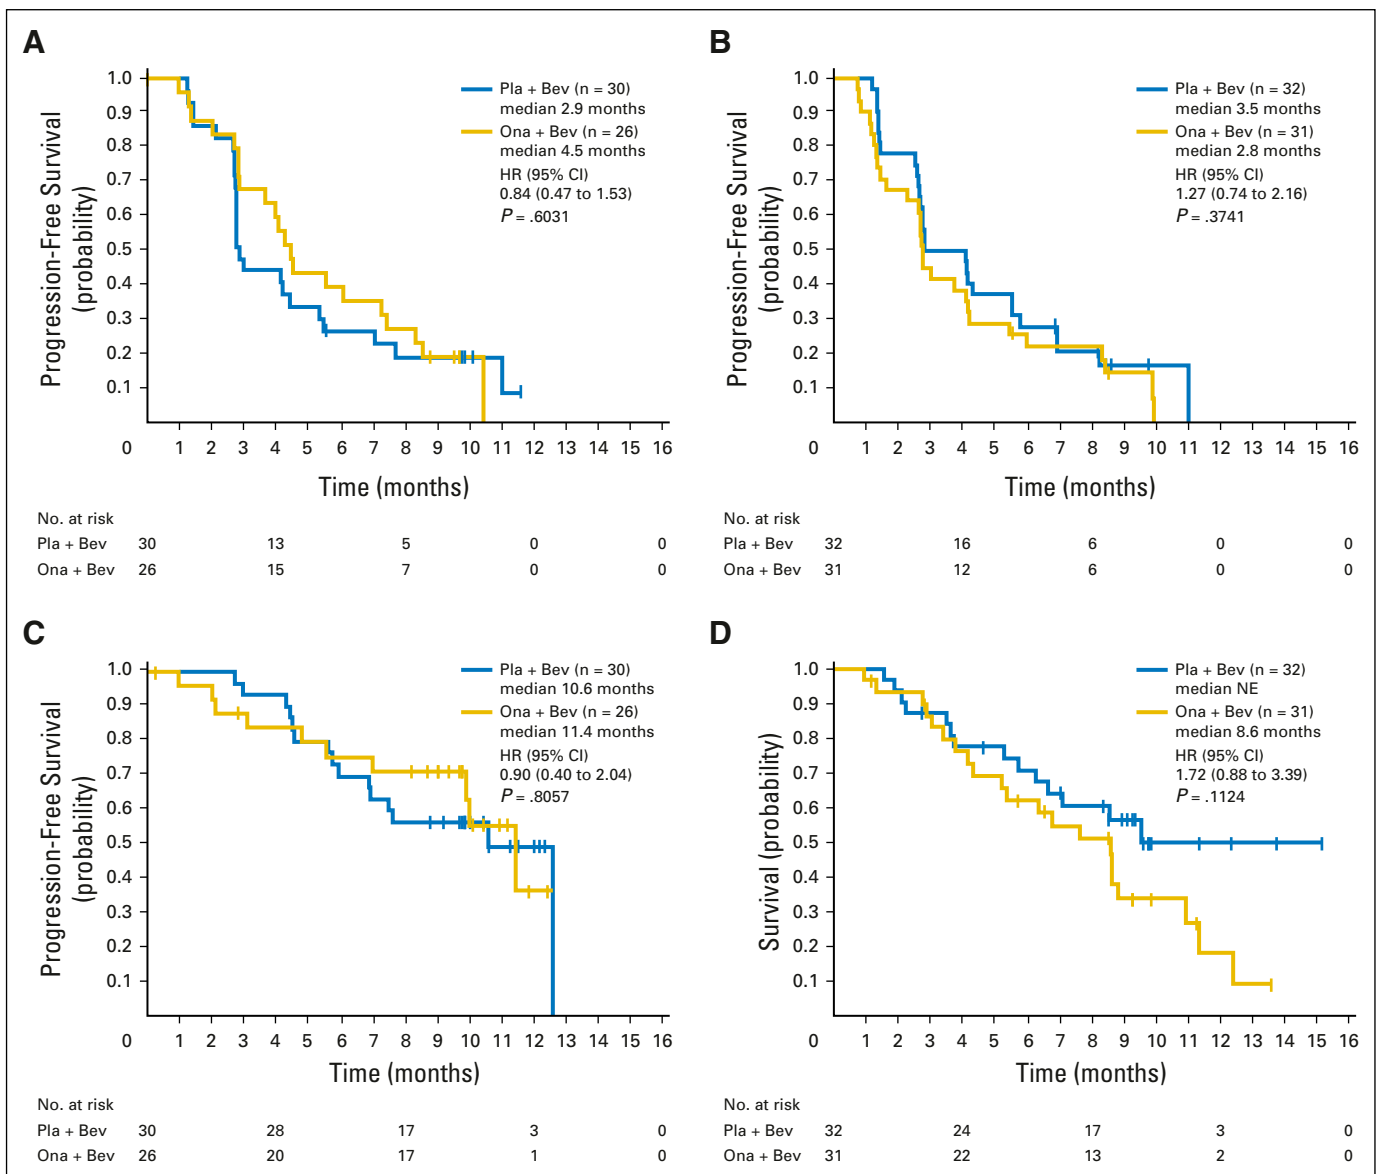 A
Progression-Free Survival
(probability)
1.0
0.9
0.8
0.7
0.6
0.5
0.4
0.3
0.2
0.1
Pla + Bev (n = 30)
median 2.9 months
Ona + Bev (n = 26)
median 4.5 months
HR (95% CI)
0.84 (0.47 to 1.53)
P = .6031
0 1 2 3 4 5 6 7 8 9 10 11 12 13 14 15 16
Time (months)
No. at risk
Pla + Bev 30 13 5 0 0
Ona + Bev 26 15 7 0 0
B
Progression-Free Survival
(probability)
1.0
0.9
0.8
0.7
0.6
0.5
0.4
0.3
0.2
0.1
Pla + Bev (n = 32)
median 3.5 months
Ona + Bev (n = 31)
median 2.8 months
HR (95% CI)
1.27 (0.74 to 2.16)
P = .3741
0 1 2 3 4 5 6 7 8 9 10 11 12 13 14 15 16
Time (months)
No. at risk
Pla + Bev 32 16 6 0 0
Ona + Bev 31 12 6 0 0
C
Progression-Free Survival
(probability)
1.0
0.9
0.8
0.7
0.6
0.5
0.4
0.3
0.2
0.1
Pla + Bev (n = 30)
median 10.6 months
Ona + Bev (n = 26)
median 11.4 months
HR (95% CI)
0.90 (0.40 to 2.04)
P = .8057
0 1 2 3 4 5 6 7 8 9 10 11 12 13 14 15 16
Time (months)
No. at risk
Pla + Bev 30 28 17 3 0
Ona + Bev 26 20 17 1 0
D
Survival (probability)
1.0
0.9
0.8
0.7
0.6
0.5
0.4
0.3
0.2
0.1
Pla + Bev (n = 32)
median NE
Ona + Bev (n = 31)
median 8.6 months
HR (95% CI)
1.72 (0.88 to 3.39)
P = .1124
0 1 2 3 4 5 6 7 8 9 10 11 12 13 14 15 16
Time (months)
No. at risk
Pla + Bev 32 24 17 3 0
Ona + Bev 31 22 13 2 0